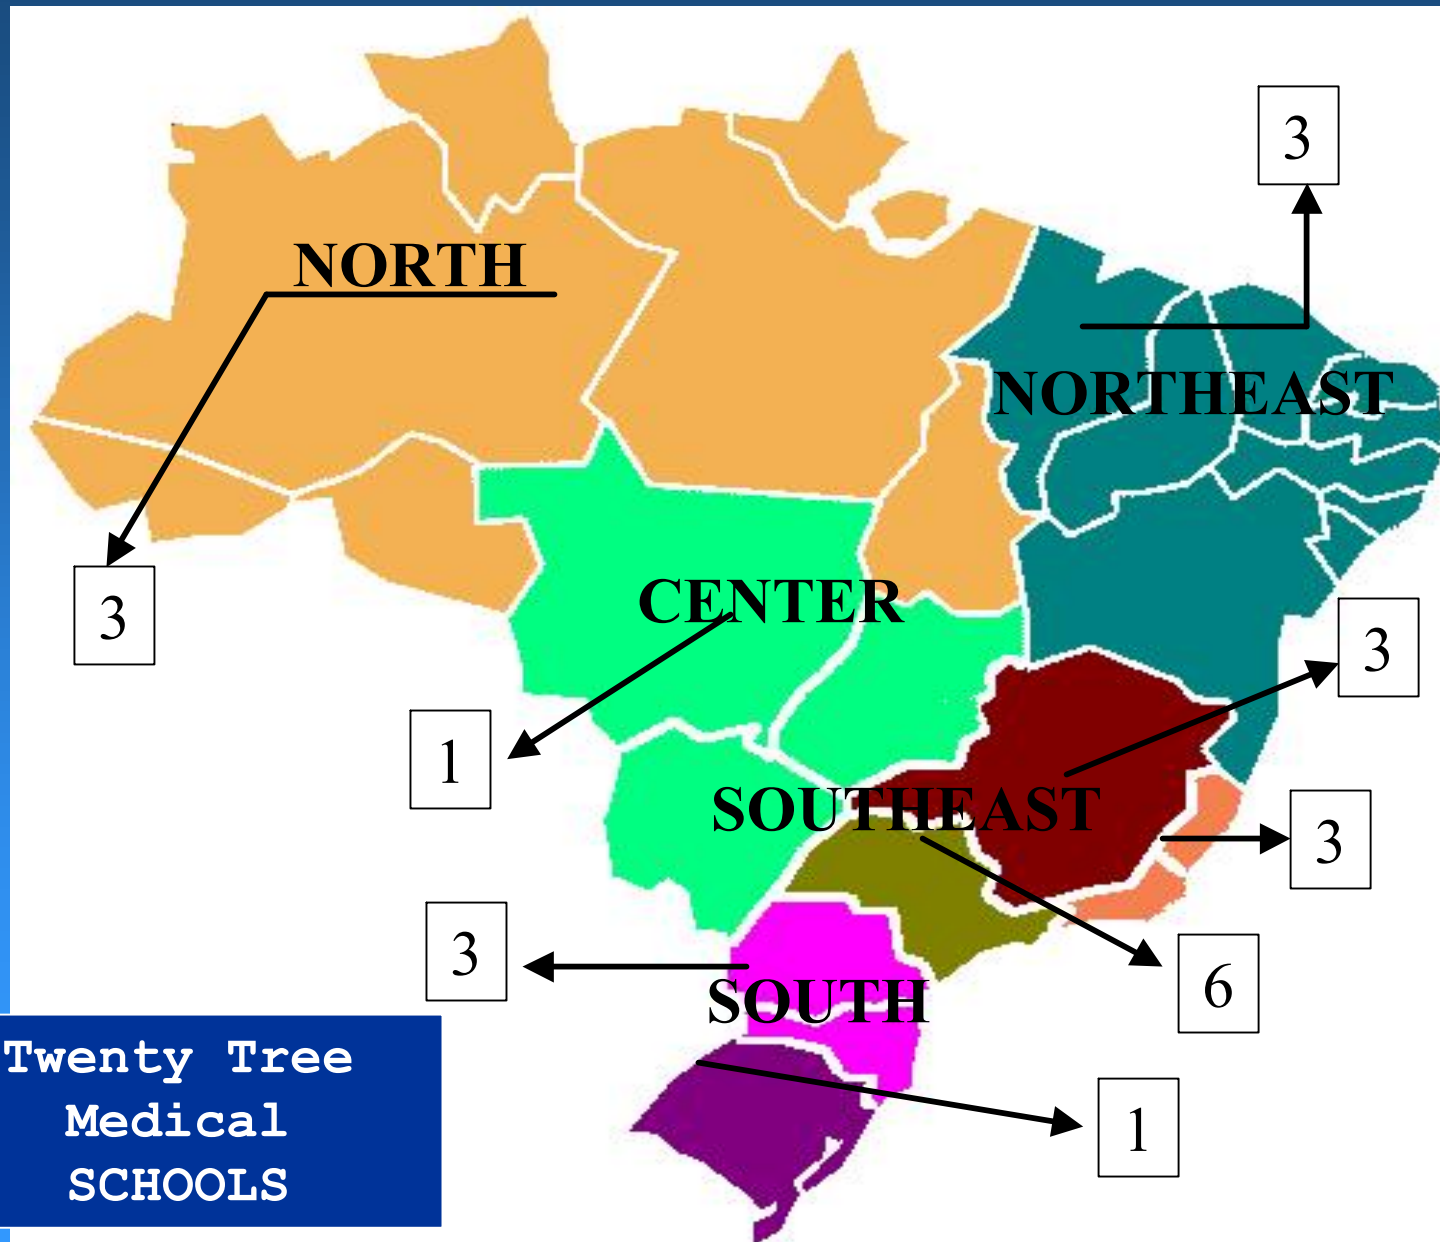 3
NORTH
NORTHEAST
3
CENTER
3
1
SOUTHEAST
3
3
SOUTH
6
Twenty Tree
Medical
SCHOOLS
1